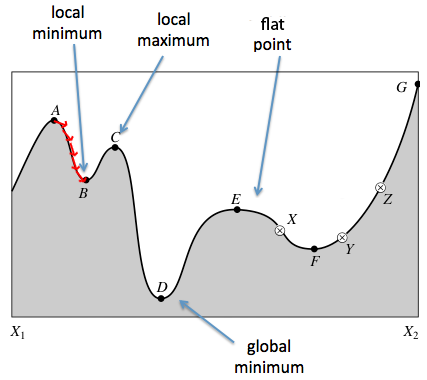 local
minimum
local
maximum
flat
point
A
B
C
D
E
X
F
Y
Z
G
X1
X2
global
minimum